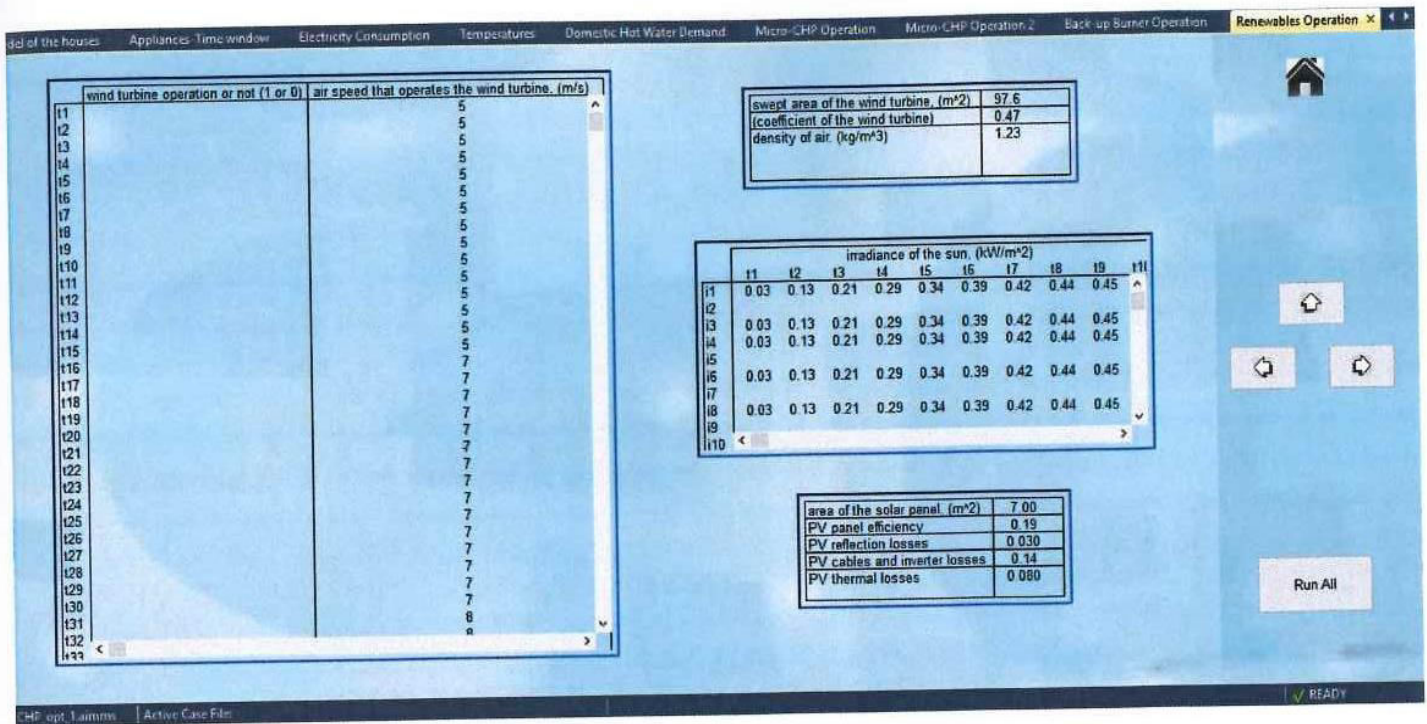 del of the houses Appliances-Time window Electricity Consumption Temperatures Domestic Hot Water Demand Micro-CHP Operation Micro-CHP Operation 2 Back-up Burner Operation Renewables Operation
wind turbine operation or not (1 or 0) air speed that operates the wind turbine, (m/s)
t1 5
t2 5
t3 5
t4 5
t5 5
t6 5
t7 5
t8 5
t9 5
t10 5
t11 5
t12 5
t13 5
t14 5
t15 5
t16 7
t17 7
t18 7
t19 7
t20 7
t21 7
t22 7
t23 7
t24 7
t25 7
t26 7
t27 7
t28 7
t29 7
t30 7
t31 8
t32 8
t33
swept area of the wind turbine, (m^2) 97.6
(coefficient of the wind turbine) 0.47
density of air. (kg/m^3) 1.23
irradiance of the sun, (kW/m^2)
t1 t2 t3 t4 t5 t6 t7 t8 t9 t10
i1 0.03 0.13 0.21 0.29 0.34 0.39 0.42 0.44 0.45
i2
i3 0.03 0.13 0.21 0.29 0.34 0.39 0.42 0.44 0.45
i4 0.03 0.13 0.21 0.29 0.34 0.39 0.42 0.44 0.45
i5
i6 0.03 0.13 0.21 0.29 0.34 0.39 0.42 0.44 0.45
i7
i8 0.03 0.13 0.21 0.29 0.34 0.39 0.42 0.44 0.45
i9
i10
area of the solar panel, (m^2) 7.00
PV panel efficiency 0.19
PV reflection losses 0.030
PV cables and inverter losses 0.14
PV thermal losses 0.080
Run All
CHP_opt_1.aimms Active Case File: READY